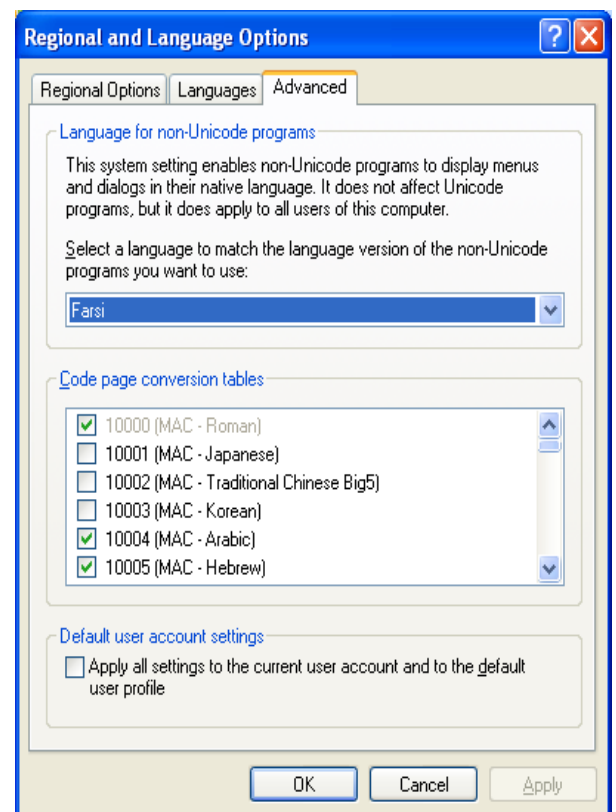 Regional and Language Options
Regional Options
Languages
Advanced
Language for non-Unicode programs
This system setting enables non-Unicode programs to display menus
and dialogs in their native language. It does not affect Unicode
programs, but it does apply to all users of this computer.
Select a language to match the language version of the non-Unicode
programs you want to use:
Farsi
Code page conversion tables
10000 (MAC - Roman)
10001 (MAC - Japanese)
10002 (MAC - Traditional Chinese Big5)
10003 (MAC - Korean)
10004 (MAC - Arabic)
10005 (MAC - Hebrew)
Default user account settings
Apply all settings to the current user account and to the default
user profile
OK
Cancel
Apply